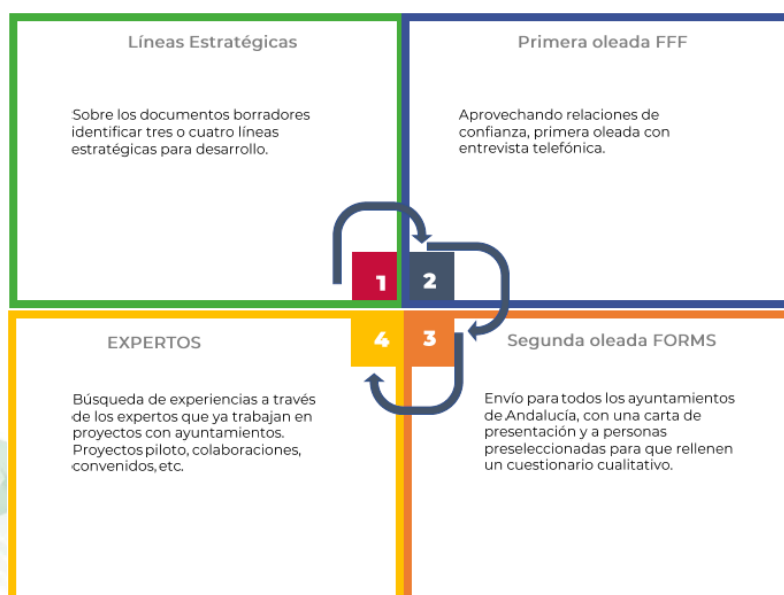 Líneas Estratégicas
Sobre los documentos borradores
identificar tres o cuatro líneas
estratégicas para desarrollo.
1
Primera oleada FFF
Aprovechando relaciones de
confianza, primera oleada con
entrevista telefónica.
2
3
Segunda oleada FORMS
Envío para todos los ayuntamientos
de Andalucía, con una carta de
presentación y a personas
preseleccionadas para que rellenen
un cuestionario cualitativo.
4
EXPERTOS
Búsqueda de experiencias a través
de los expertos que ya trabajan en
proyectos con ayuntamientos.
Proyectos piloto, colaboraciones,
convenidos, etc.